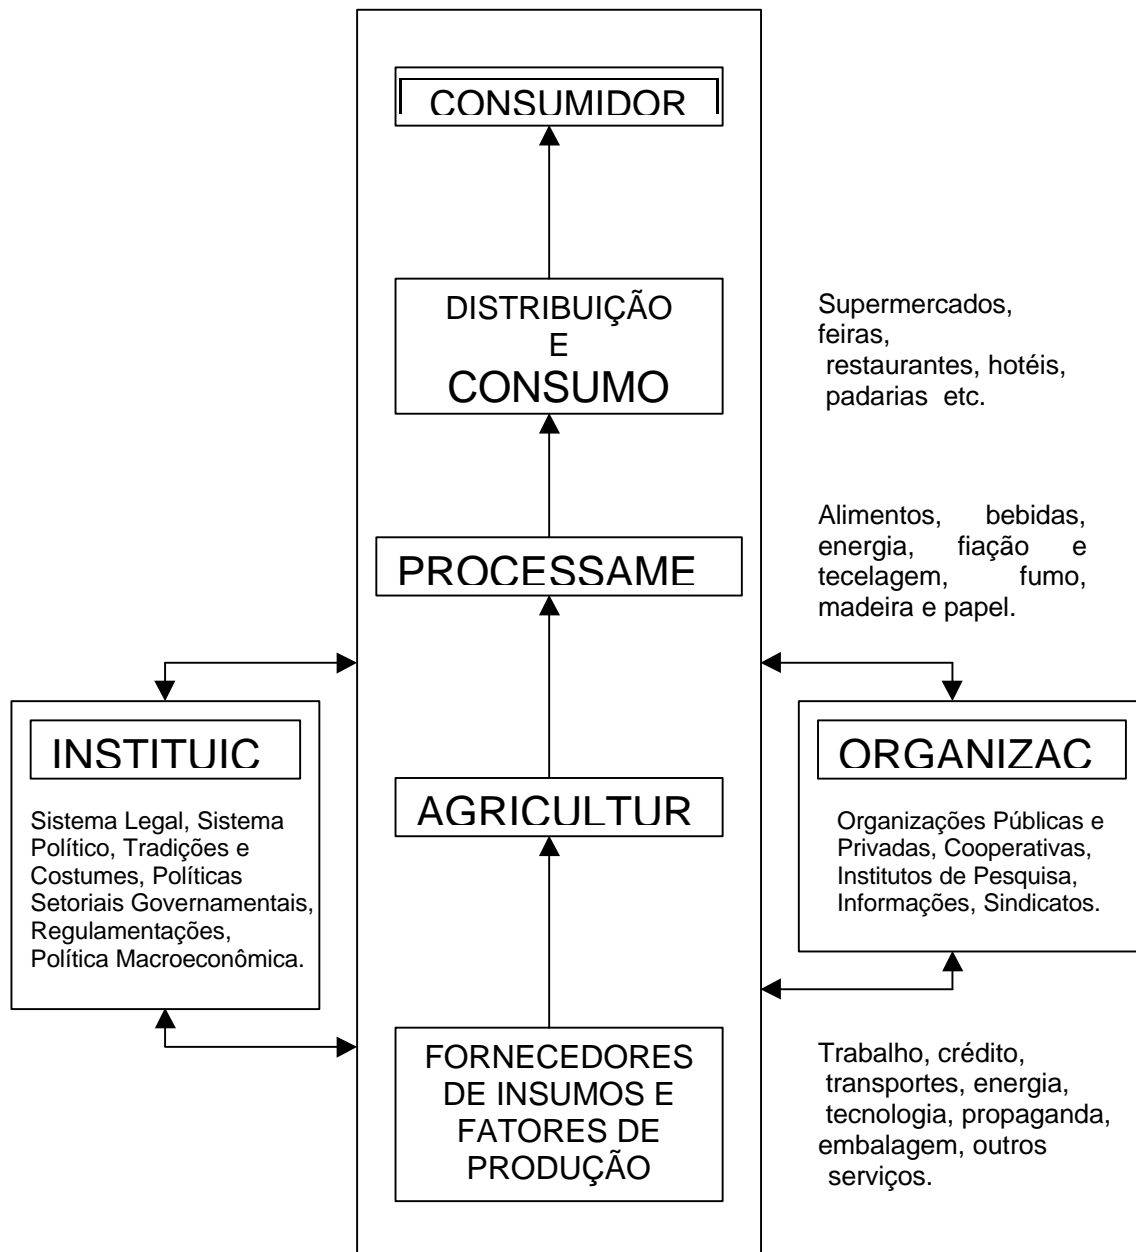 CONSUMIDOR
DISTRIBUIÇÃO
E
CONSUMO
Supermercados,
feiras,
restaurantes, hotéis,
padarias etc.
PROCESSAME
Alimentos, bebidas,
energia, fiação e
tecelagem, fumo,
madeira e papel.
INSTITUIC
Sistema Legal, Sistema
Político, Tradições e
Costumes, Políticas
Setoriais Governamentais,
Regulamentações,
Política Macroeconômica.
AGRICULTUR
ORGANIZAC
Organizações Públicas e
Privadas, Cooperativas,
Institutos de Pesquisa,
Informações, Sindicatos.
FORNECEDORES
DE INSUMOS E
FATORES DE
PRODUÇÃO
Trabalho, crédito,
transportes, energia,
tecnologia, propaganda,
embalagem, outros
serviços.